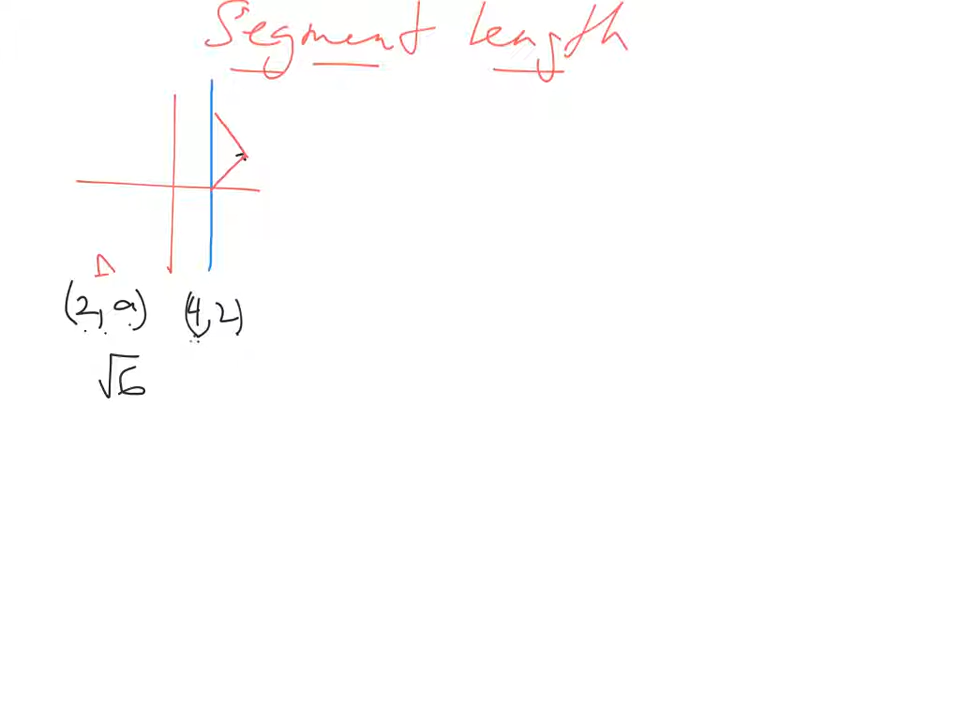 Segment length
(2, a) (4, 2)
√6